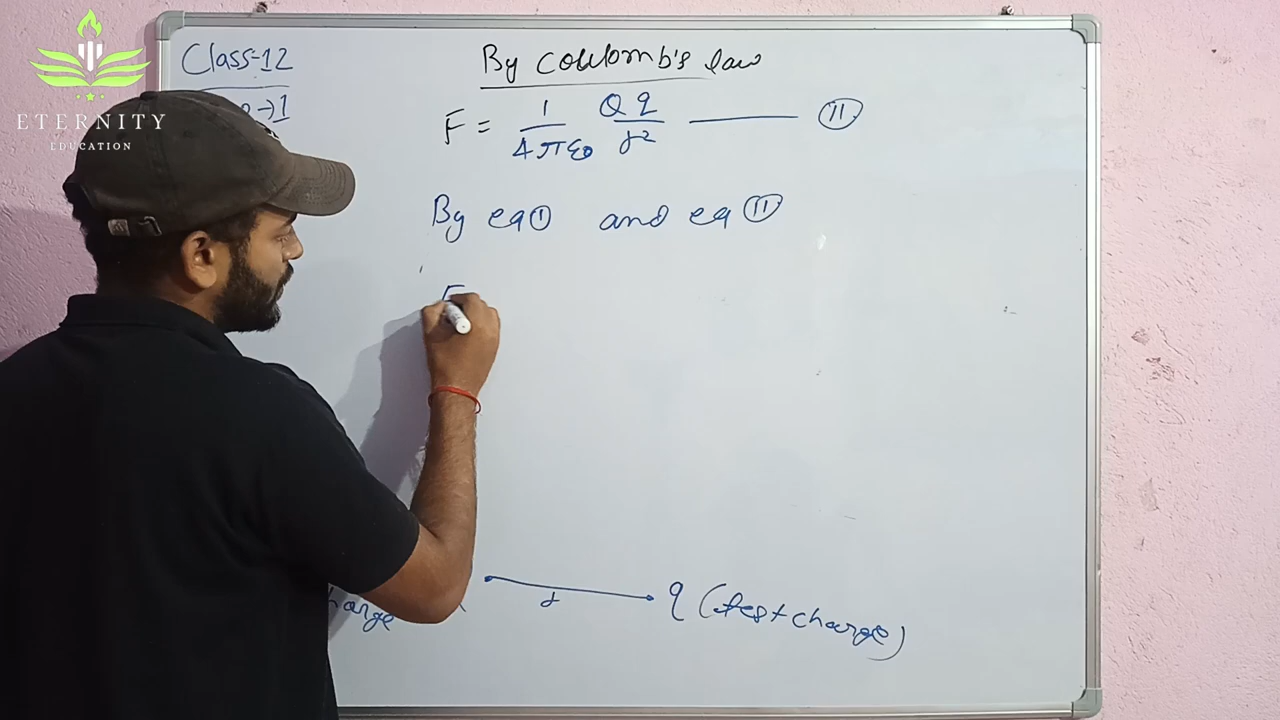 ETERNITY
EDUCATION
Class-12
→1
By Coulomb's law
F = 1/4πε0 Qq/r² ——— (II)
By eq (I) and eq (II)
r
q (test charge)